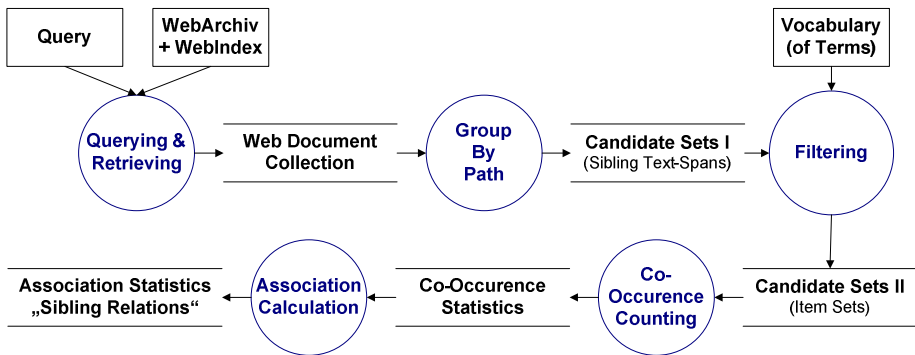 Query
WebArchiv
+ WebIndex
Vocabulary
(of Terms)
Querying &
Retrieving
Web Document
Collection
Group
By
Path
Candidate Sets I
(Sibling Text-Spans)
Filtering
Association Statistics
„Sibling Relations“
Association
Calculation
Co-Occurence
Statistics
Co-
Occurence
Counting
Candidate Sets II
(Item Sets)